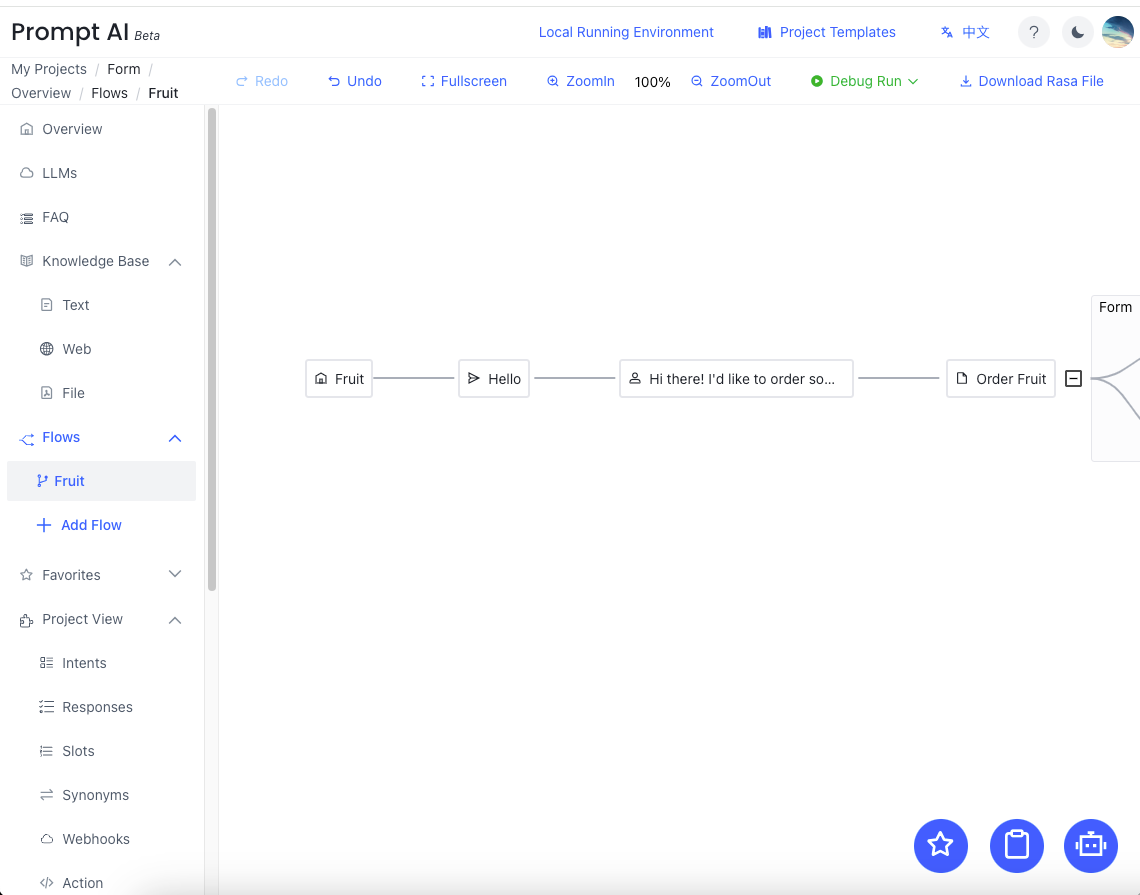 Prompt AI Beta
Local Running Environment
Project Templates
中文
?
My Projects / Form /
Overview / Flows / Fruit
Redo
Undo
Fullscreen
ZoomIn
100%
ZoomOut
Debug Run
Download Rasa File
Overview
LLMs
FAQ
Knowledge Base
Text
Web
File
Flows
Fruit
Add Flow
Favorites
Project View
Intents
Responses
Slots
Synonyms
Webhooks
Action
Fruit
Hello
Hi there! I'd like to order so...
Order Fruit
Form